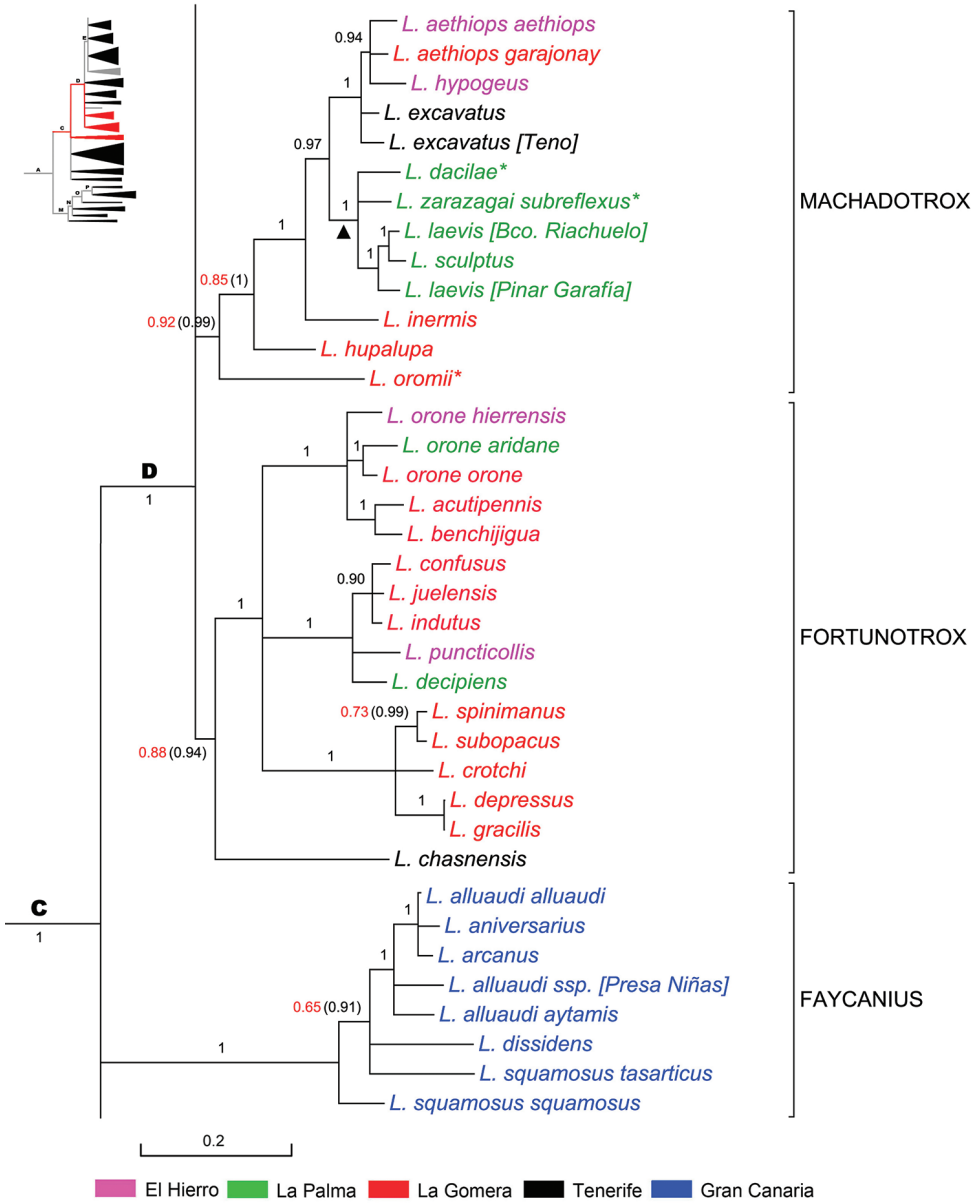 L. aethiops aethiops
0.94
L. aethiops garajonay
L. hypogeus
1
L. excavatus
L. excavatus [Teno]
0.97
L. dacilae*
L. zarazagai subreflexus*
1
L. laevis [Bco. Riachuelo]
1
L. sculptus
1
L. laevis [Pinar Garafía]
1
L. inermis
0.85(1)
L. hupalupa
0.92(0.99)
L. oromii*
MACHADOTROX
E
D
C
A
P
O
N
M
L. orone hierrensis
L. orone aridane
1
1
L. orone orone
L. acutipennis
1
L. benchijigua
D
1
L. confusus
0.90
L. juelensis
L. indutus
1
1
L. puncticollis
L. decipiens
FORTUNOTROX
L. spinimanus
0.73(0.99)
L. subopacus
0.88(0.94)
1
L. crotchi
L. depressus
1
L. gracilis
L. chasnensis
C
1
L. alluaudi alluaudi
1
L. aniversarius
L. arcanus
1
L. alluaudi ssp. [Presa Niñas]
FAYCANIUS
0.65(0.91)
L. alluaudi aytamis
L. dissidens
1
L. squamosus tasarticus
L. squamosus squamosus
0.2
El Hierro
La Palma
La Gomera
Tenerife
Gran Canaria